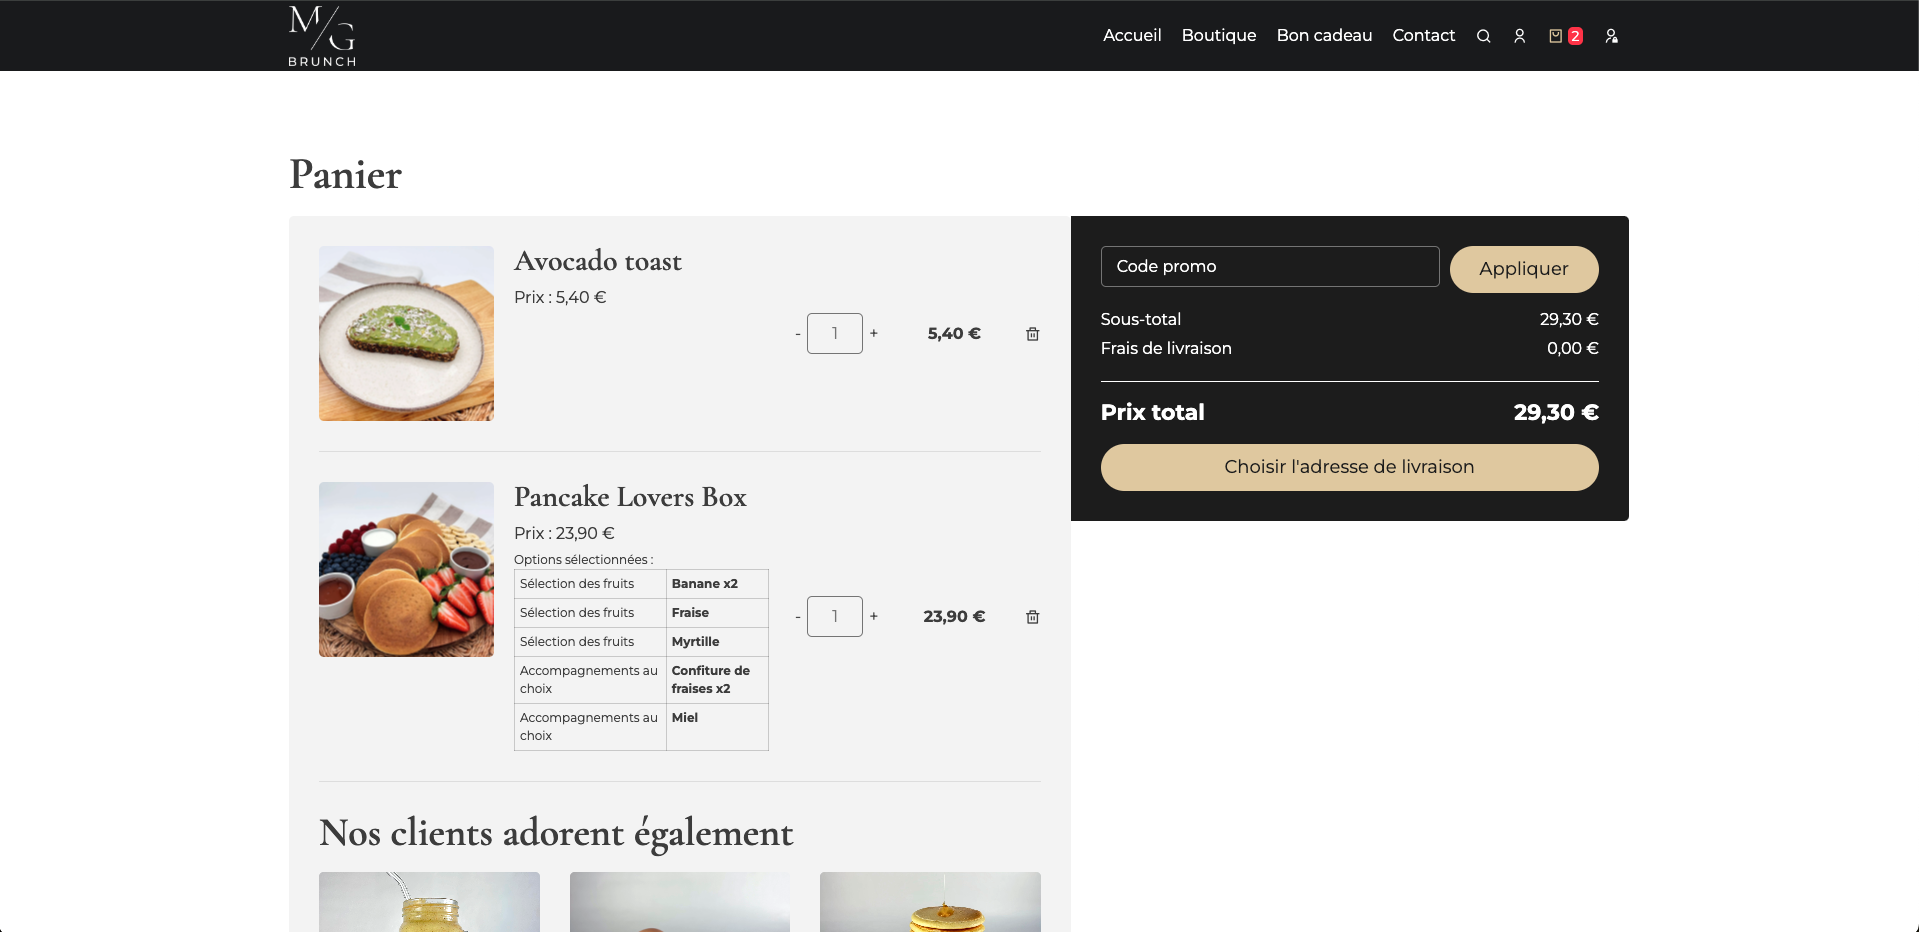 M/G
BRUNCH
Accueil Boutique Bon cadeau Contact 2
Panier
Avocado toast
Prix : 5,40 €
- 1 + 5,40 €
Pancake Lovers Box
Prix : 23,90 €
Options sélectionnées :
Sélection des fruits Banane x2
Sélection des fruits Fraise
Sélection des fruits Myrtille
Accompagnements au Confiture de
choix fraises x2
Accompagnements au Miel
choix
- 1 + 23,90 €
Nos clients adorent également
Code promo Appliquer
Sous-total 29,30 €
Frais de livraison 0,00 €
Prix total 29,30 €
Choisir l'adresse de livraison